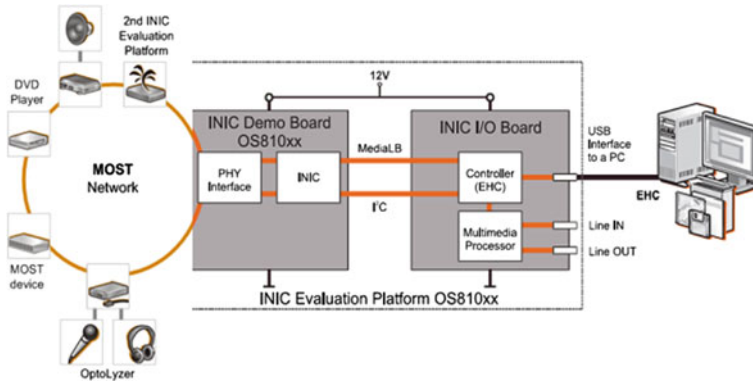 2nd INIC
Evaluation
Platform
DVD
Player
MOST
Network
MOST
device
OptoLyzer
12V
INIC Demo Board
OS810xx
PHY
Interface
INIC
MediaLB
I²C
INIC I/O Board
Controller
(EHC)
Multimedia
Processor
USB
Interface
to a PC
EHC
Line IN
Line OUT
INIC Evaluation Platform OS810xx